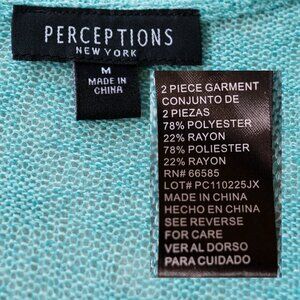 PERCEPTIONS
NEW YORK
M
MADE IN
CHINA
2 PIECE GARMENT
CONJUNTO DE
2 PIEZAS
78% POLYESTER
22% RAYON
78% POLIESTER
22% RAYON
RN# 66585
LOT# PC110225JX
MADE IN CHINA
HECHO EN CHINA
SEE REVERSE
FOR CARE
VER AL DORSO
PARA CUIDADO